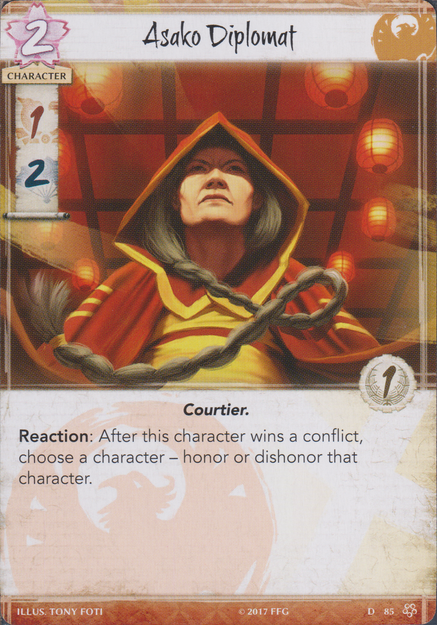 2
Asako Diplomat
CHARACTER
1
2
1
Courtier.
Reaction: After this character wins a conflict,
choose a character – honor or dishonor that
character.
ILLUS. TONY FOTI © 2017 FFG D 85